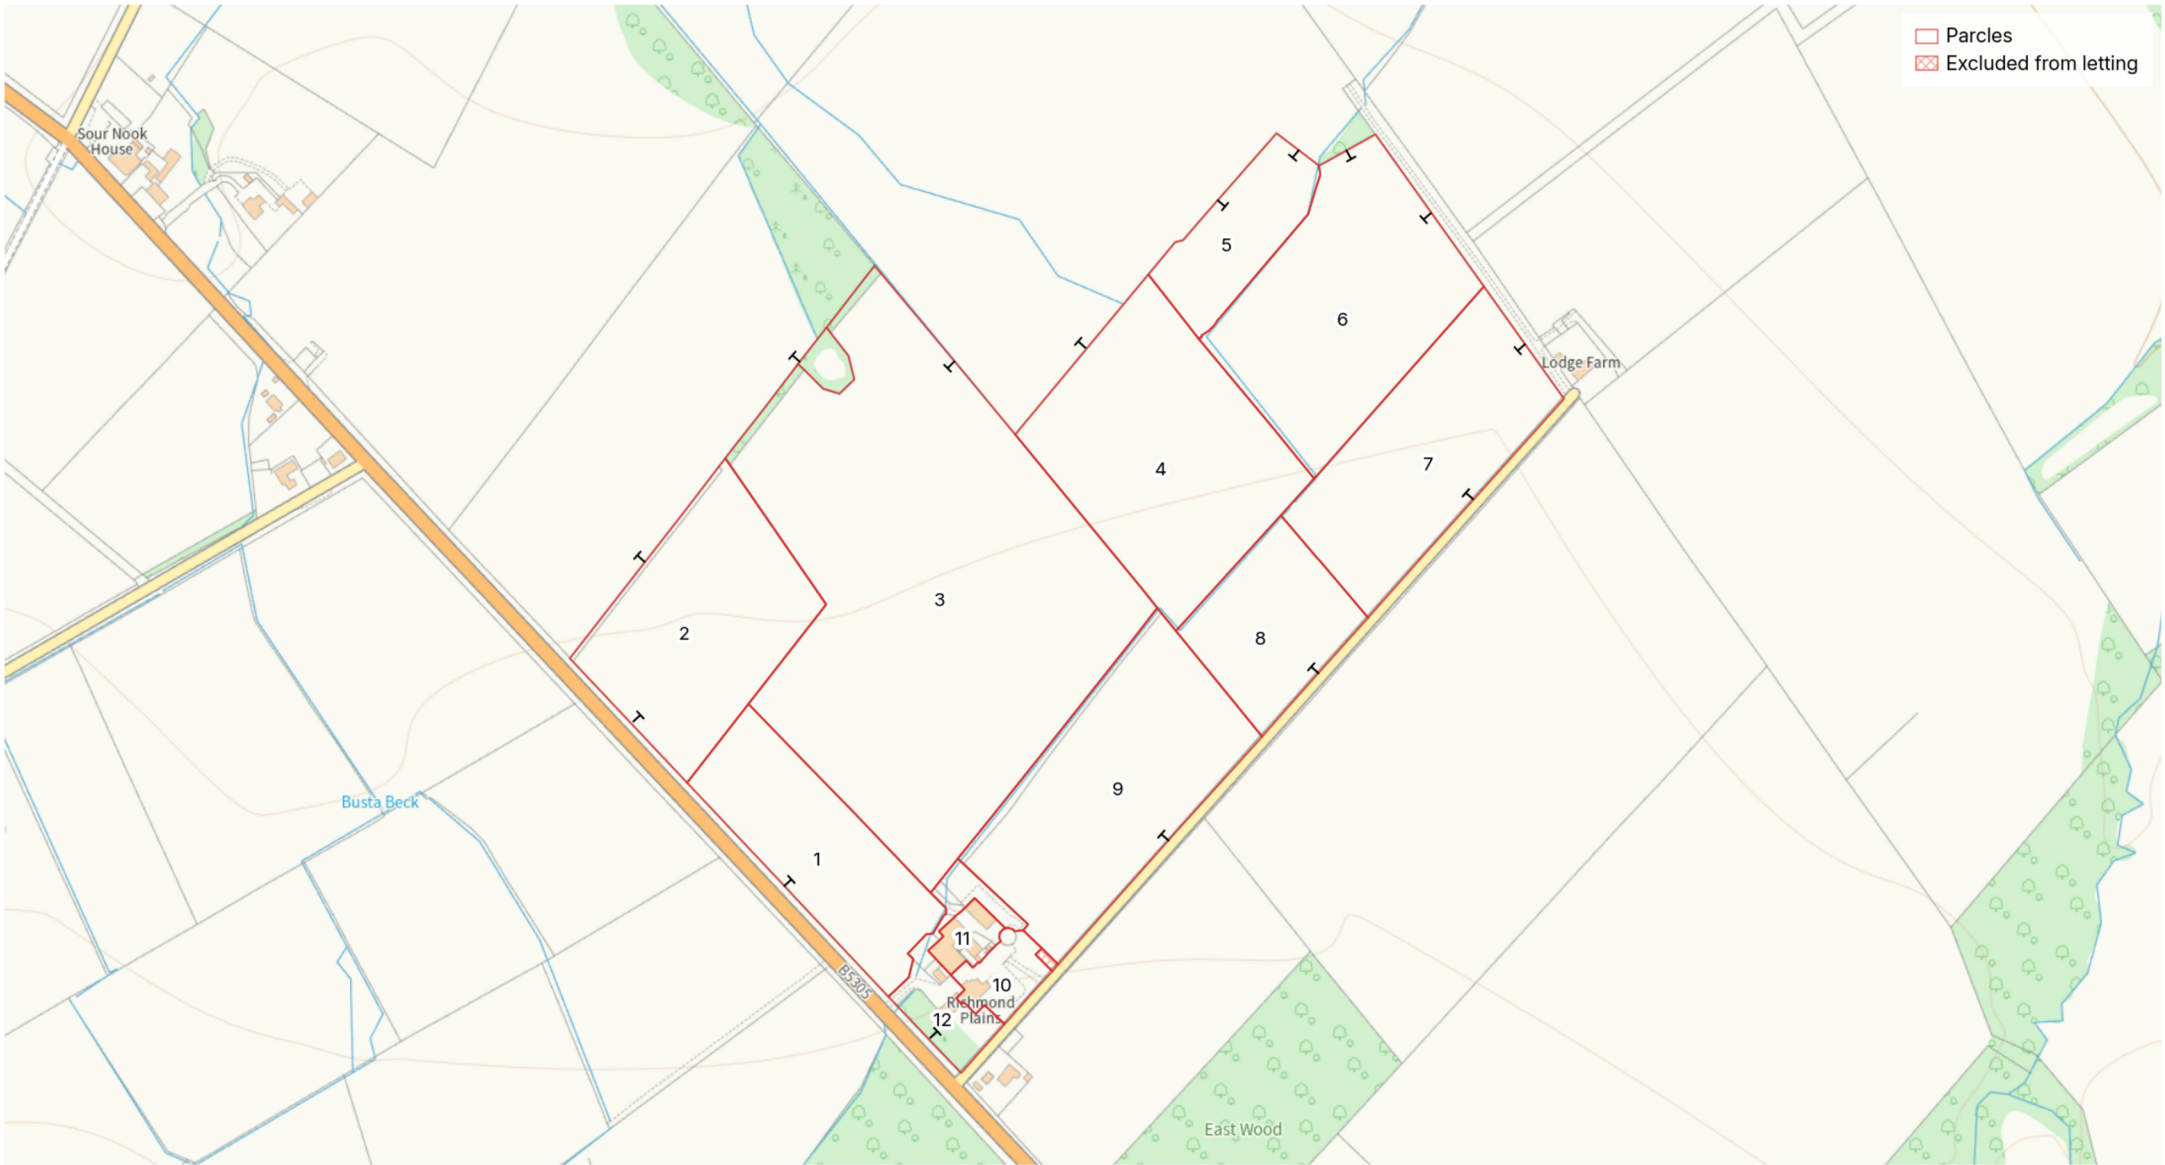 Parcles
Excluded from letting
Sour Nook
House
5
6
Lodge Farm
4
7
3
2
8
9
Busta Beck
1
11
B5305
10
Richmond
Plains
12
East Wood